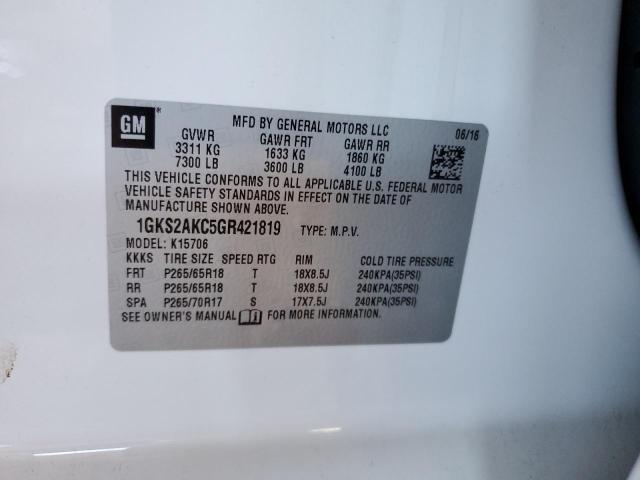 GM
MFD BY GENERAL MOTORS LLC 06/16
GVWR GAWR FRT GAWR RR
3311 KG 1633 KG 1860 KG
7300 LB 3600 LB 4100 LB
THIS VEHICLE CONFORMS TO ALL APPLICABLE U.S. FEDERAL MOTOR
VEHICLE SAFETY STANDARDS IN EFFECT ON THE DATE OF
MANUFACTURE SHOWN ABOVE.
1GKS2AKC5GR421819 TYPE: M.P.V.
MODEL: K15706
KKKS TIRE SIZE SPEED RTG RIM COLD TIRE PRESSURE
FRT P265/65R18 T 18X8.5J 240KPA(35PSI)
RR P265/65R18 T 18X8.5J 240KPA(35PSI)
SPA P265/70R17 S 17X7.5J 240KPA(35PSI)
SEE OWNER'S MANUAL FOR MORE INFORMATION.